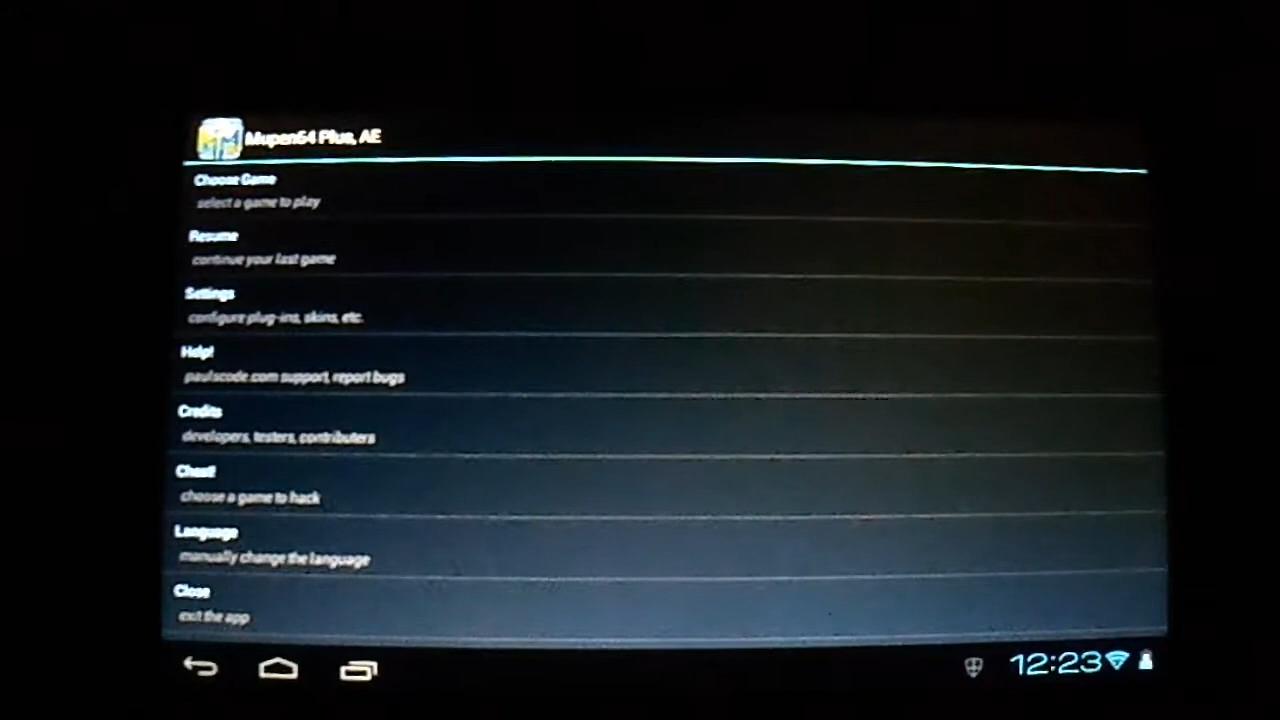 Mupen64 Plus, AE
Choose Game
select a game to play
Resume
continue your last game
Settings
configure plug-ins, skins, etc.
Help!
paulscode.com support, report bugs
Credits
developers, testers, contributers
Cheat!
choose a game to hack
Language
manually change the language
Close
exit the app
12:23